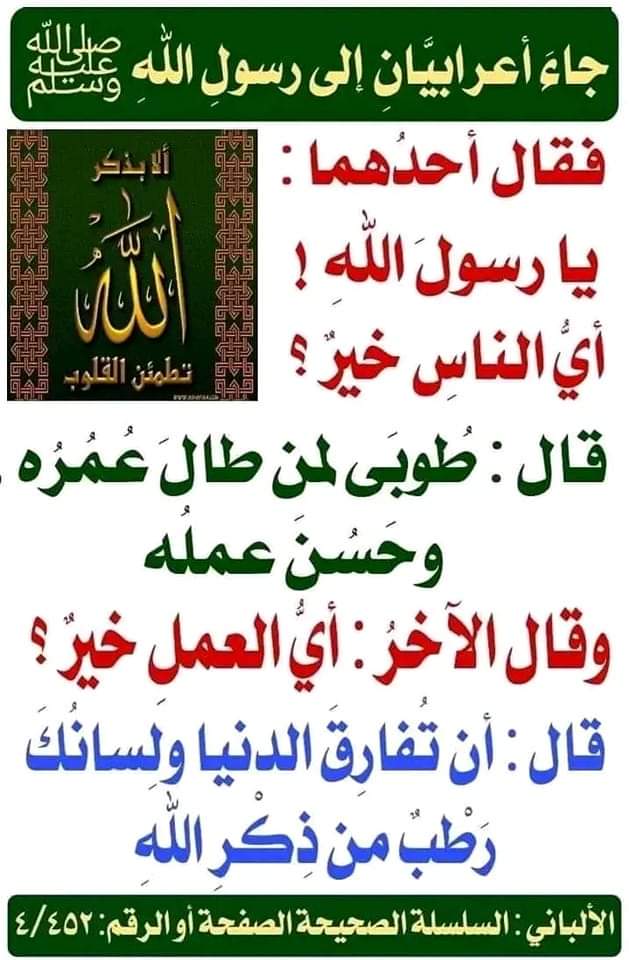 جاءَ أعرابيَّانِ إلى رسولِ اللهِ ﷺ
فقال أحدُهما :
يا رسولَ اللهِ !
أيُّ الناسِ خيرٌ ؟
ألا بذكر
الله
تطمئن القلوب
قال : طُوبَى لمن طالَ عُمُرُه ,
وحَسُنَ عملُه
وقال الآخرُ : أيُّ العملِ خيرٌ ؟
قال : أن تُفارِقَ الدنيا ولِسانُكَ
رَطْبٌ من ذِكْرِ اللهِ
الألباني : السلسلة الصحيحة الصفحة أو الرقم: ٤/٤٥٢